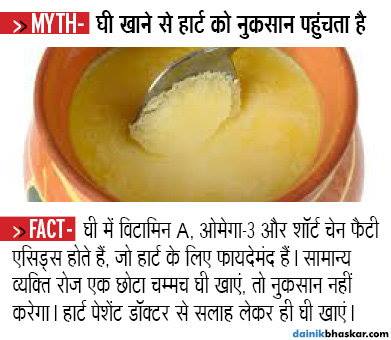 >> MYTH- घी खाने से हार्ट को नुकसान पहुंचता है
>> FACT- घी में विटामिन A, ओमेगा-3 और शॉर्ट चेन फैटी
एसिड्स होते हैं, जो हार्ट के लिए फायदेमंद हैं। सामान्य
व्यक्ति रोज एक छोटा चम्मच घी खाएं, तो नुकसान नहीं
करेगा। हार्ट पेशेंट डॉक्टर से सलाह लेकर ही घी खाएं।
dainikbhaskar.com